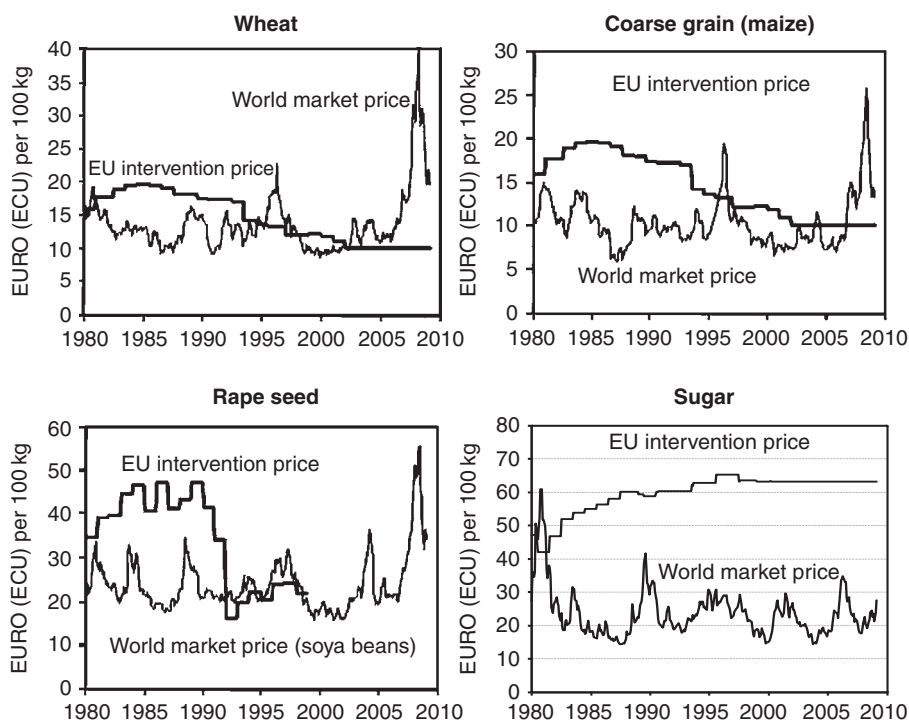 Wheat
EURO (ECU) per 100 kg
40
35
30
25
20
15
10
5
0
World market price
EU intervention price
1980 1985 1990 1995 2000 2005 2010
Coarse grain (maize)
EURO (ECU) per 100 kg
30
25
20
15
10
5
0
EU intervention price
World market price
1980 1985 1990 1995 2000 2005 2010
Rape seed
EURO (ECU) per 100 kg
60
50
40
30
20
10
0
EU intervention price
World market price (soya beans)
1980 1985 1990 1995 2000 2005 2010
Sugar
EURO (ECU) per 100 kg
80
70
60
50
40
30
20
10
0
EU intervention price
World market price
1980 1985 1990 1995 2000 2005 2010